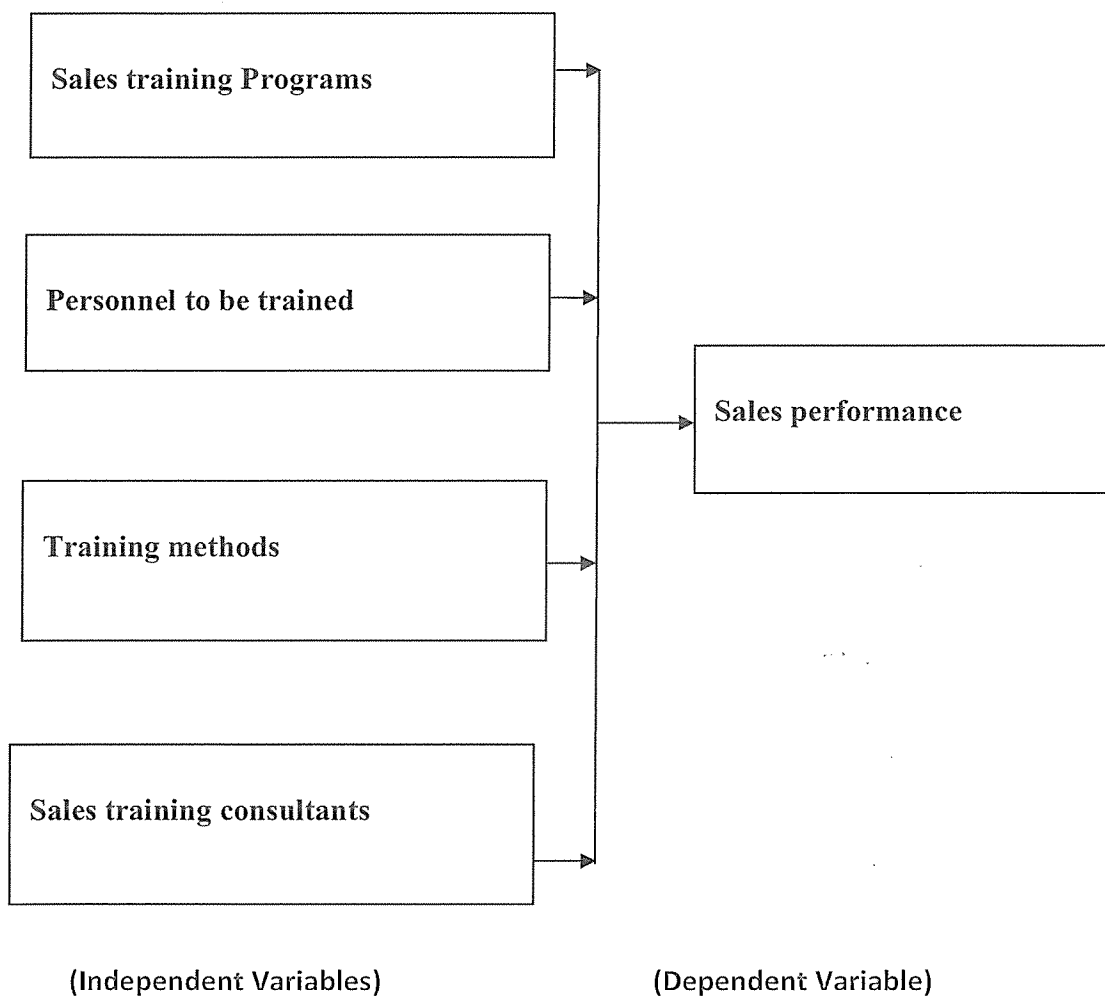 Sales training Programs
Personnel to be trained
Sales performance
Training methods
Sales training consultants
(Independent Variables) (Dependent Variable)